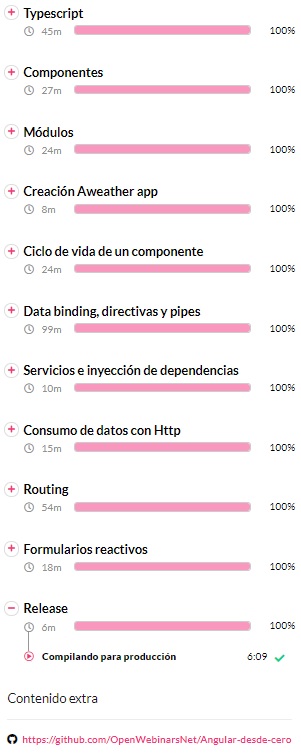 Typescript
45m 100%
Componentes
27m 100%
Módulos
24m 100%
Creación Aweather app
8m 100%
Ciclo de vida de un componente
24m 100%
Data binding, directivas y pipes
99m 100%
Servicios e inyección de dependencias
10m 100%
Consumo de datos con Http
15m 100%
Routing
54m 100%
Formularios reactivos
18m 100%
Release
6m 100%
Compilando para producción 6:09
Contenido extra
https://github.com/OpenWebinarsNet/Angular-desde-cero